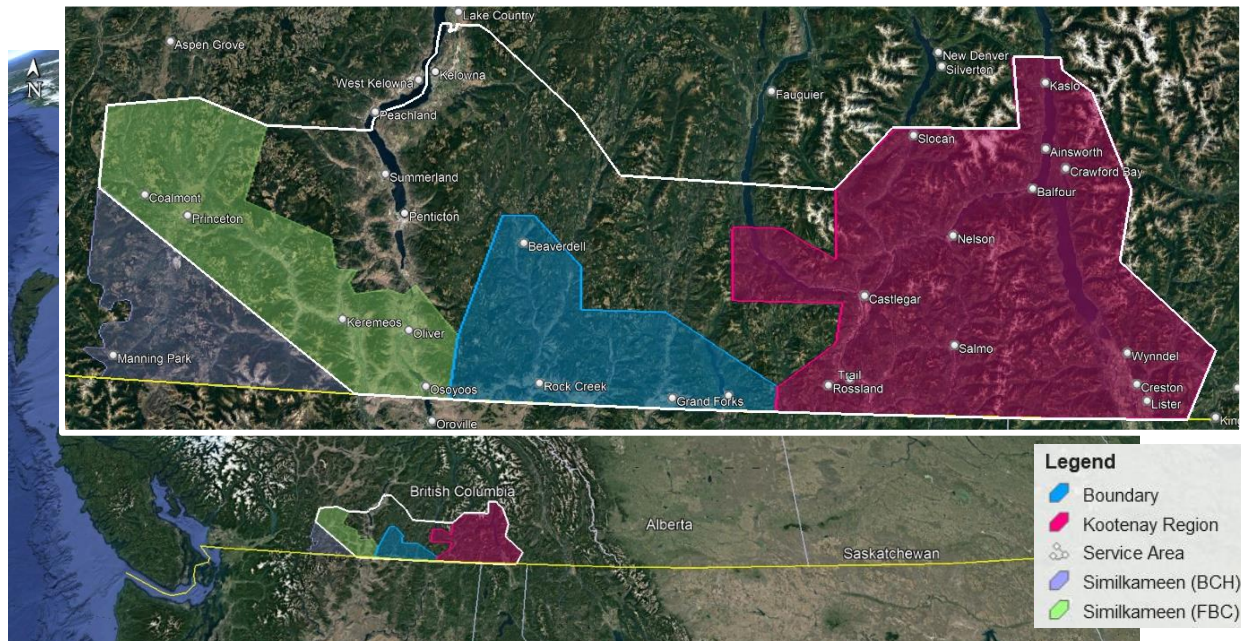 Lake Country
Aspen Grove
New Denver
Silverton
West Kelowna
Kelowna
Kaslo
Fauquier
Peachland
Slocan
Ainsworth
Crawford Bay
Summerland
Balfour
Coalmont
Princeton
Penticton
Nelson
Beaverdell
Castlegar
Keremeos
Oliver
Salmo
Manning Park
Wynndel
Trail
Rossland
Rock Creek
Osoyoos
Creston
Grand Forks
Lister
Oroville
N
British Columbia
Alberta
Saskatchewan
Legend
Boundary
Kootenay Region
Service Area
Similkameen (BCH)
Similkameen (FBC)